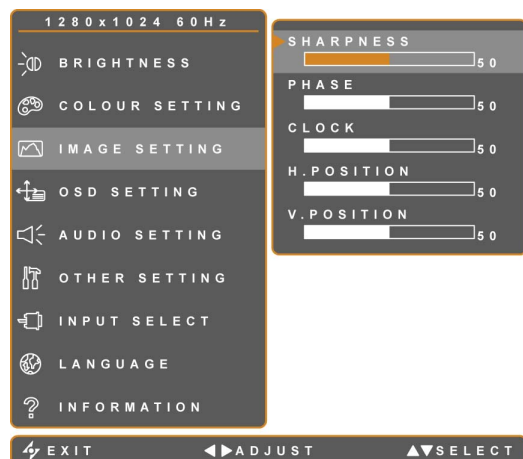 1280x1024 60Hz
BRIGHTNESS
COLOUR SETTING
IMAGE SETTING
OSD SETTING
AUDIO SETTING
OTHER SETTING
INPUT SELECT
LANGUAGE
INFORMATION
SHARPNESS
50
PHASE
50
CLOCK
50
H.POSITION
50
V.POSITION
50
EXIT ADJUST SELECT